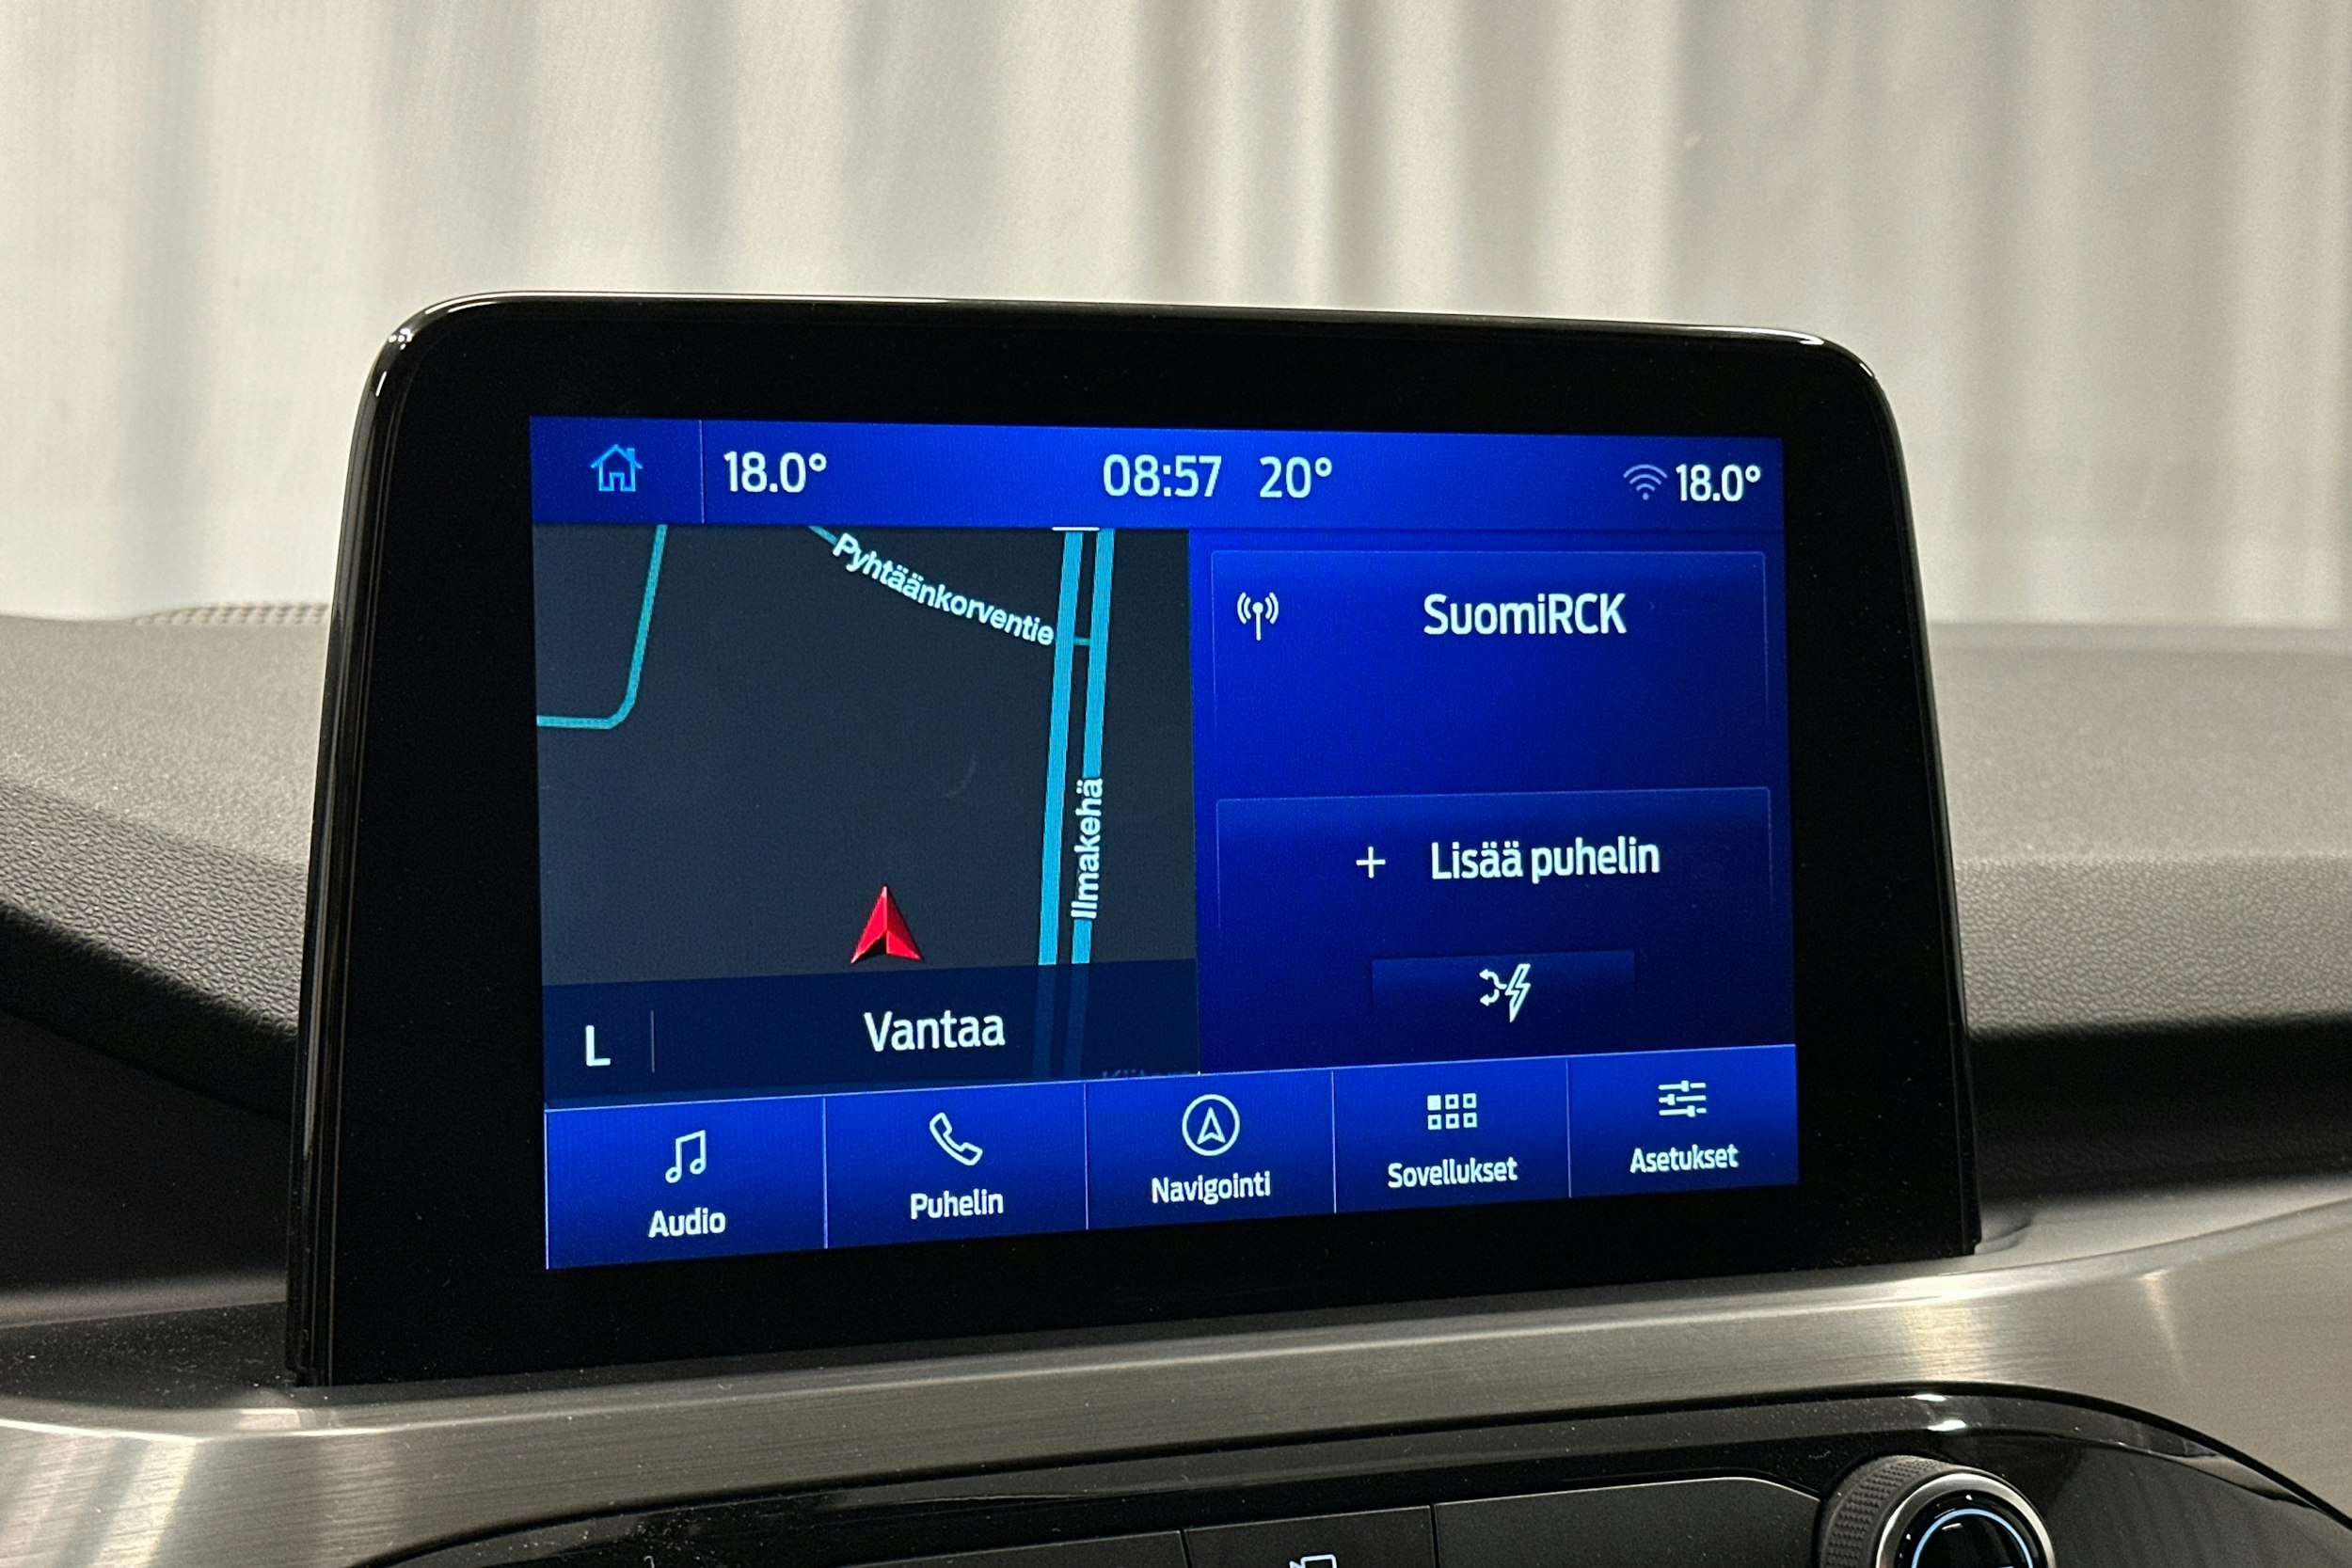 18.0°
08:57 20°
18.0°
Pyhtäänkorventie
Ilmakehä
SuomiRCK
+ Lisää puhelin
L
Vantaa
Audio
Puhelin
Navigointi
Sovellukset
Asetukset